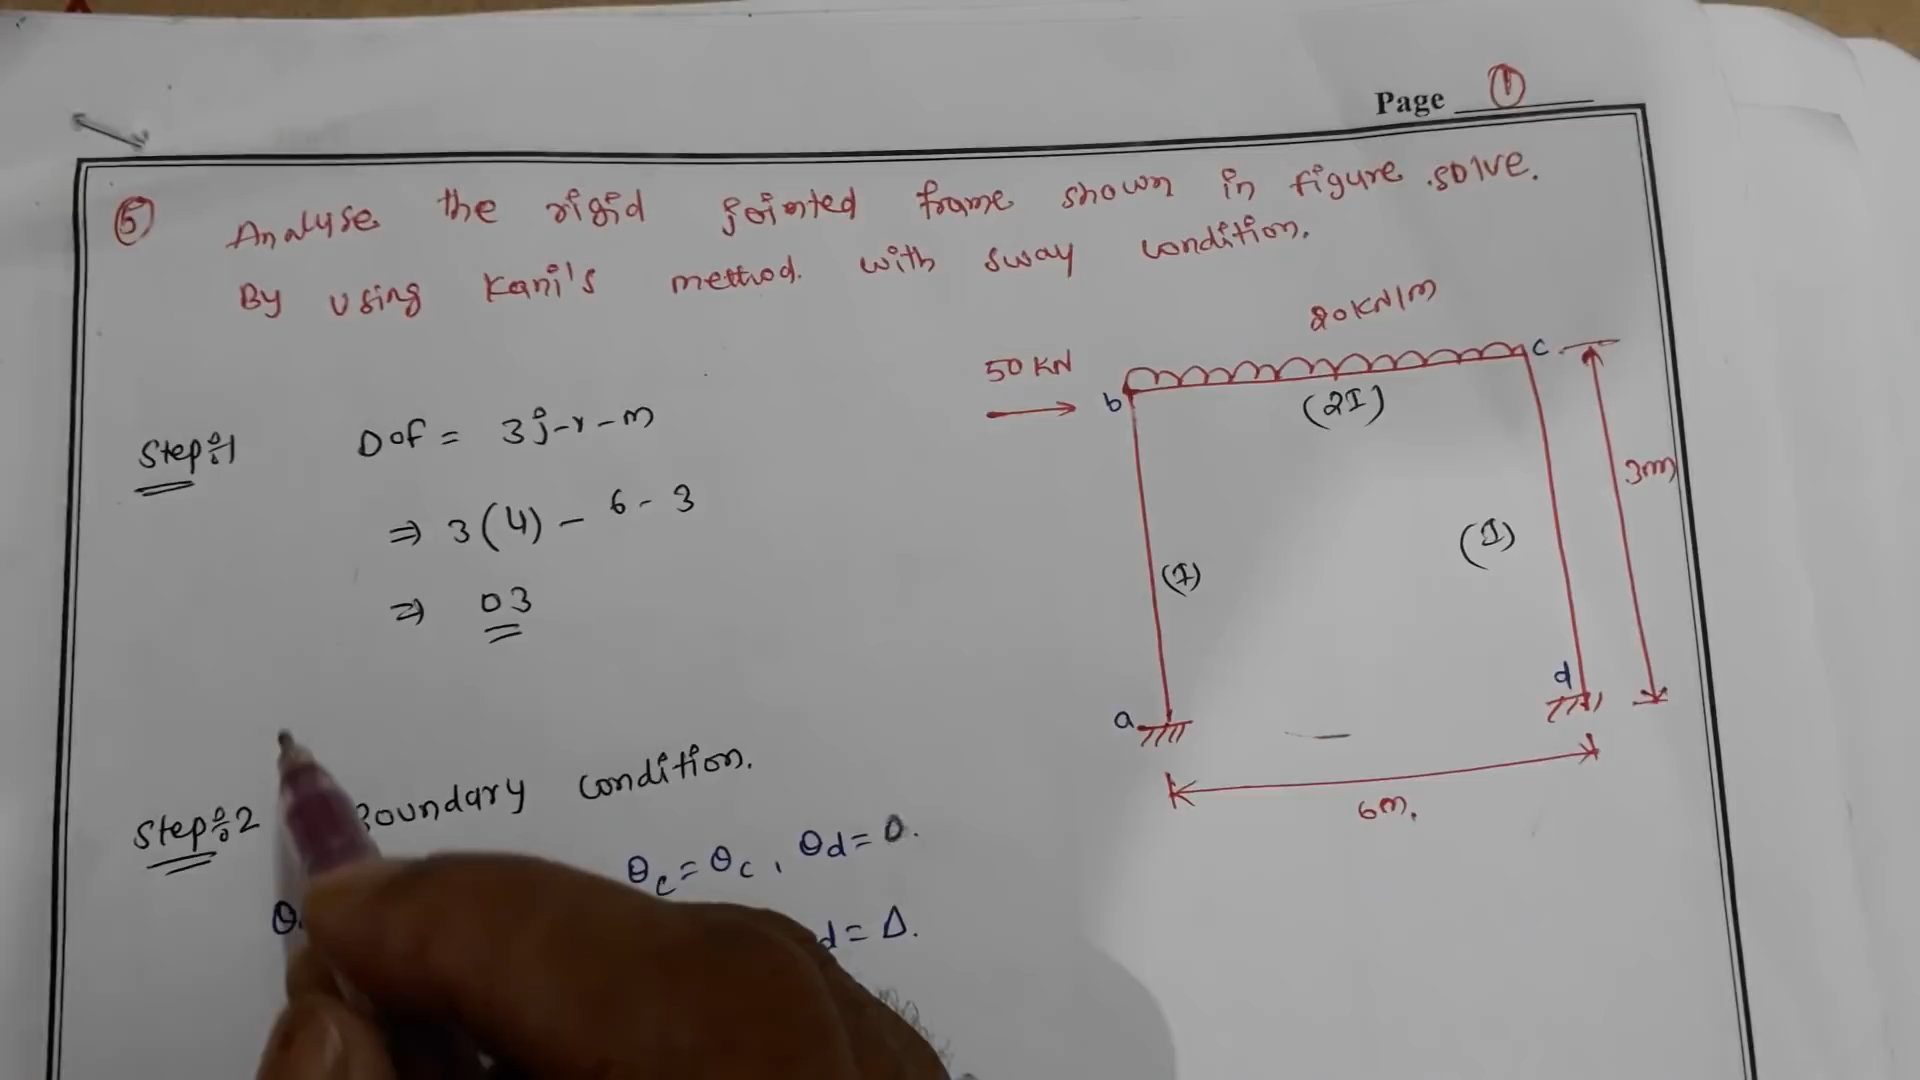 Page 1
5 Analyse the rigid jointed frame shown in figure .solve.
By using Kani's method. with sway condition.
20KN/m
50 KN
b
c
(2I)
Step:1 Dof = 3j-r-m
3m
⇒ 3(4) - 6 - 3
(I)
(I)
⇒ 03
a
d
6m.
Step:2 Boundary condition.
θc = θc, θd = 0.
d = Δ.